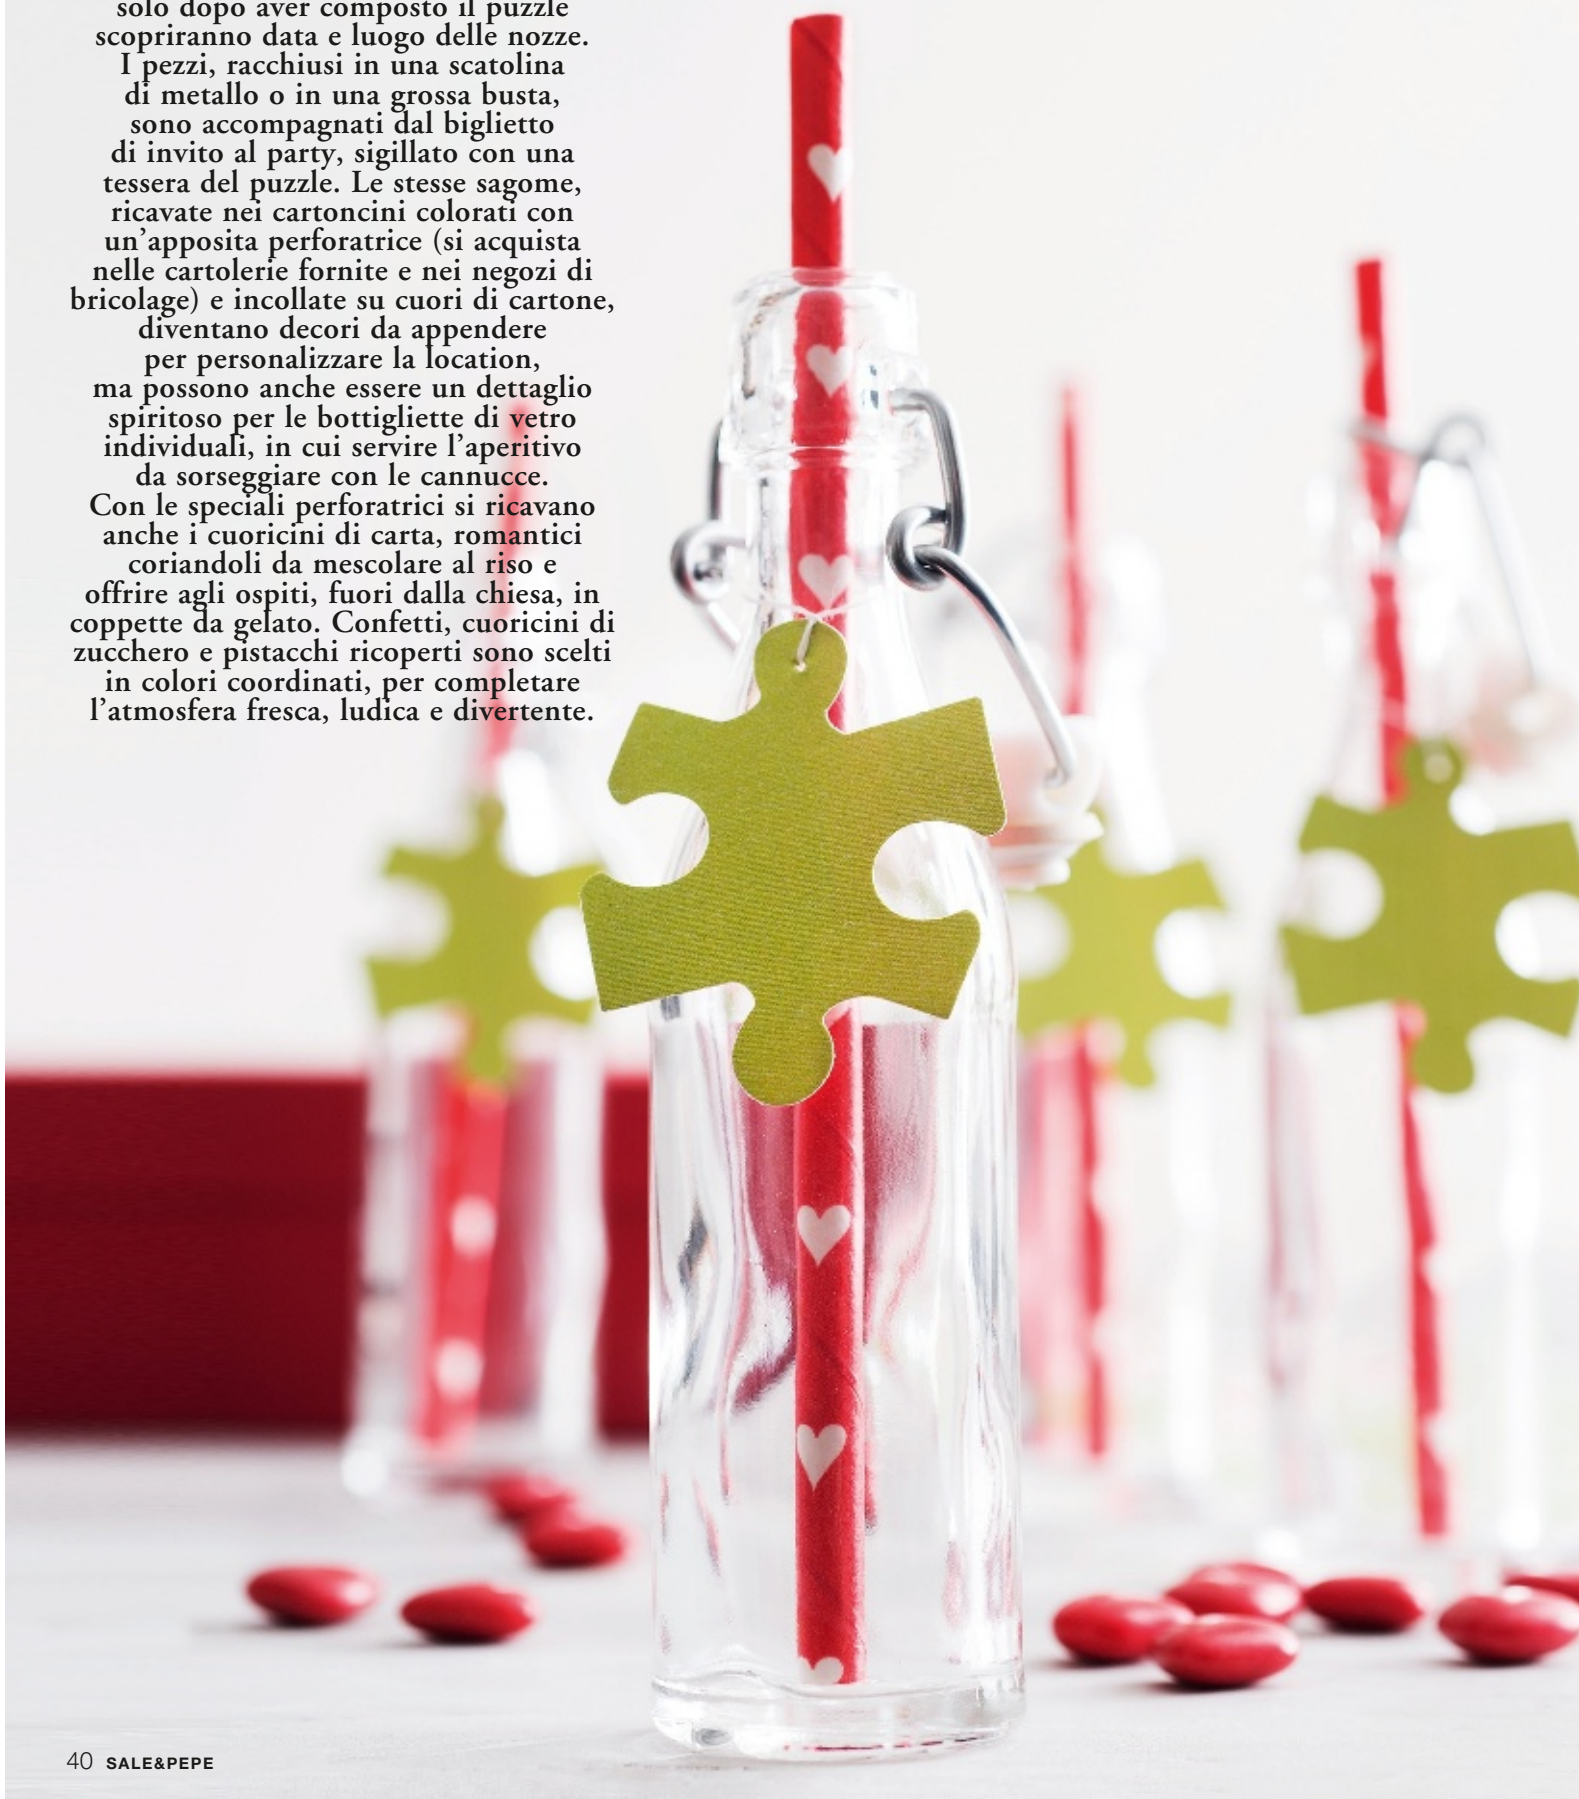 solo dopo aver composto il puzzle
scopriranno data e luogo delle nozze.
I pezzi, racchiusi in una scatolina
di metallo o in una grossa busta,
sono accompagnati dal biglietto
di invito al party, sigillato con una
tessera del puzzle. Le stesse sagome,
ricavate nei cartoncini colorati con
un’apposita perforatrice (si acquista
nelle cartolerie fornite e nei negozi di
bricolage) e incollate su cuori di cartone,
diventano decori da appendere
per personalizzare la location,
ma possono anche essere un dettaglio
spiritoso per le bottigliette di vetro
individuali, in cui servire l’aperitivo
da sorseggiare con le cannucce.
Con le speciali perforatrici si ricavano
anche i cuoricini di carta, romantici
coriandoli da mescolare al riso e
offrire agli ospiti, fuori dalla chiesa, in
coppette da gelato. Confetti, cuoricini di
zucchero e pistacchi ricoperti sono scelti
in colori coordinati, per completare
l’atmosfera fresca, ludica e divertente.
40 SALE&PEPE